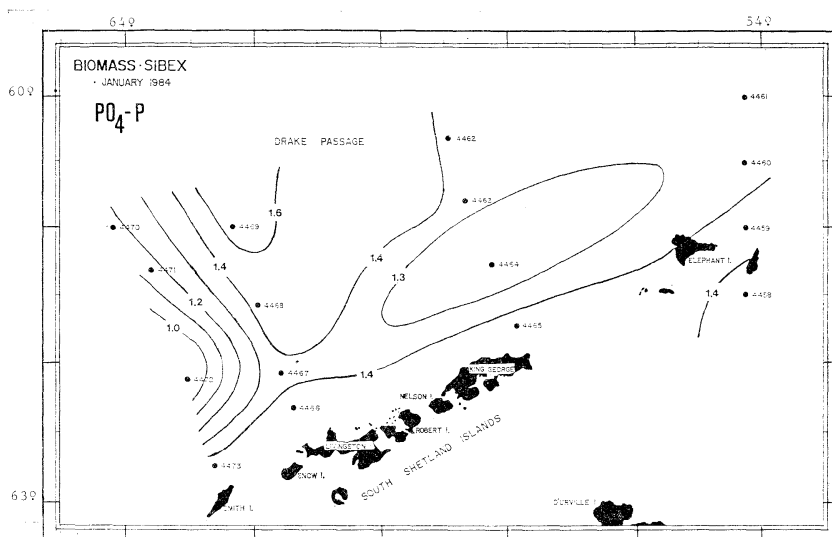 64° 54°
BIOMASS-SIBEX
JANUARY 1984
60°
PO4-P
4461
4462
DRAKE PASSAGE
4460
4463
1.6
4470
4469
4459
1.4
ELEPHANT I.
4471
1.4
1.3
4464
1.4
4458
1.2
4468
1.0
4465
4472
4467
1.4
KING GEORGE
NELSON I.
4466
ROBERT I.
LIVINGSTON
SOUTH SHETLAND ISLANDS
4473
SNOW I.
63°
SMITH I.
D'URVILLE I.